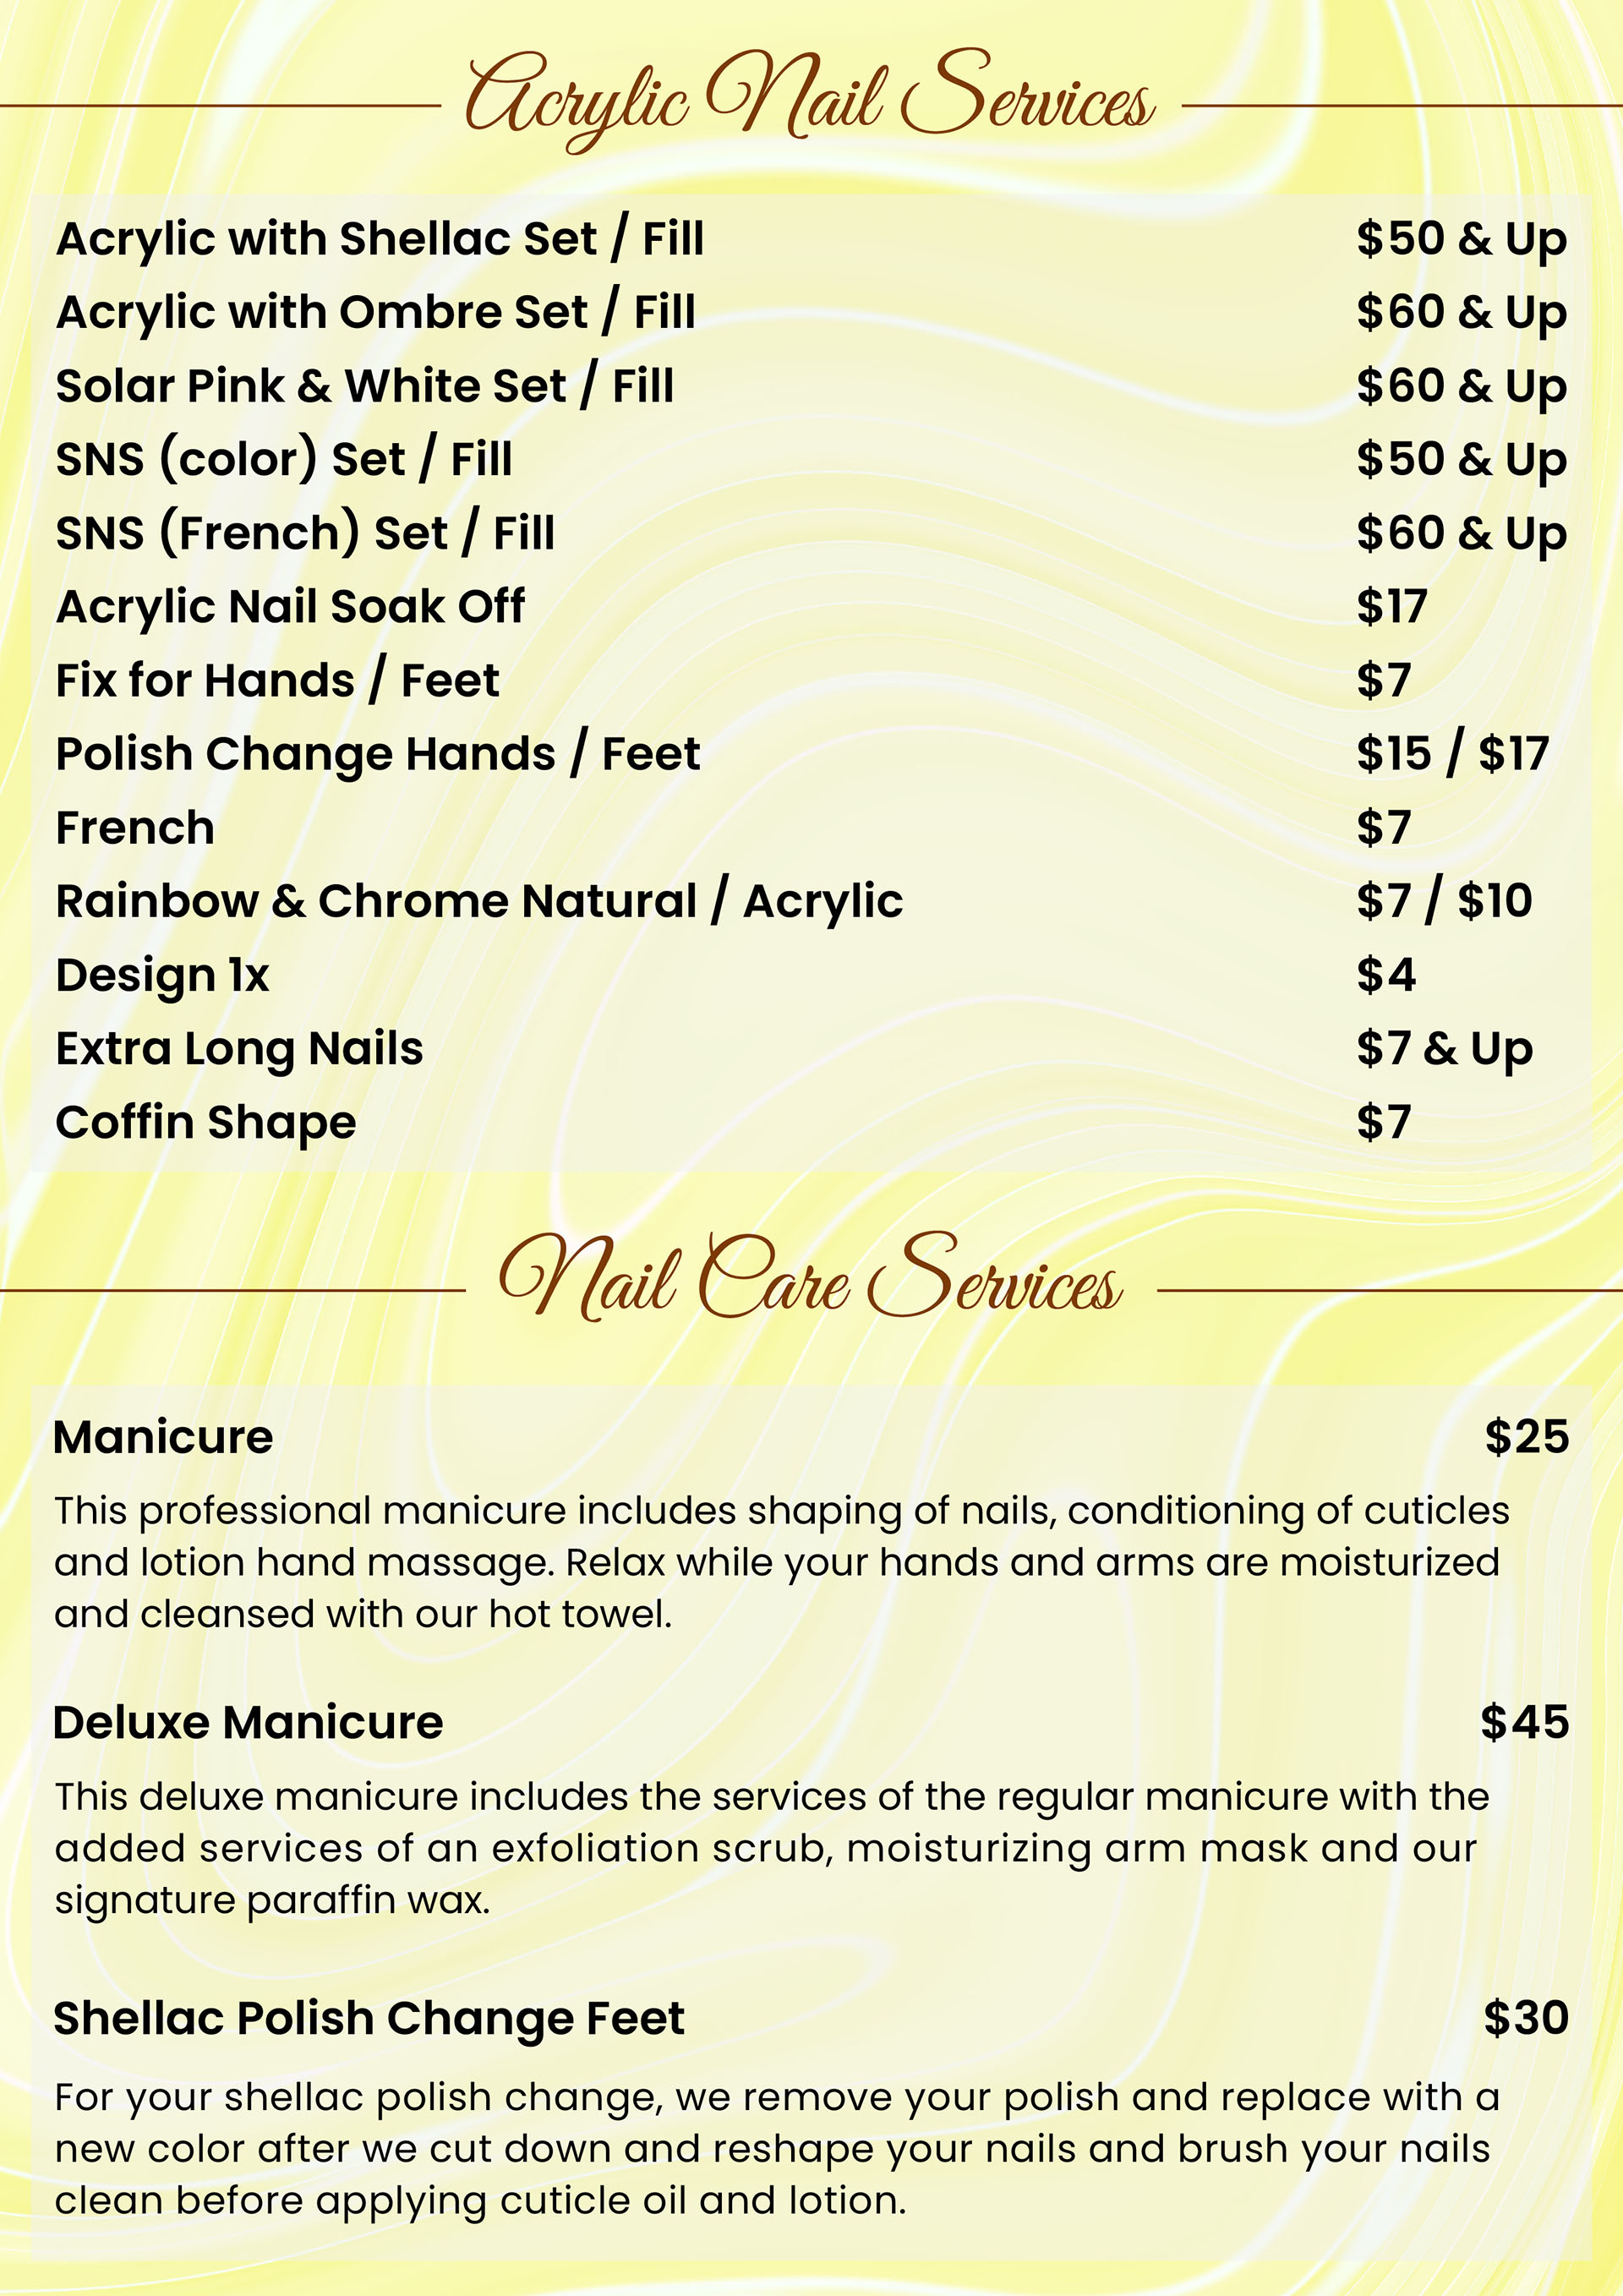 Acrylic Nail Services
Acrylic with Shellac Set / Fill $50 & Up
Acrylic with Ombre Set / Fill $60 & Up
Solar Pink & White Set / Fill $60 & Up
SNS (color) Set / Fill $50 & Up
SNS (French) Set / Fill $60 & Up
Acrylic Nail Soak Off $17
Fix for Hands / Feet $7
Polish Change Hands / Feet $15 / $17
French $7
Rainbow & Chrome Natural / Acrylic $7 / $10
Design 1x $4
Extra Long Nails $7 & Up
Coffin Shape $7
Nail Care Services
Manicure $25
This professional manicure includes shaping of nails, conditioning of cuticles
and lotion hand massage. Relax while your hands and arms are moisturized
and cleansed with our hot towel.
Deluxe Manicure $45
This deluxe manicure includes the services of the regular manicure with the
added services of an exfoliation scrub, moisturizing arm mask and our
signature paraffin wax.
Shellac Polish Change Feet $30
For your shellac polish change, we remove your polish and replace with a
new color after we cut down and reshape your nails and brush your nails
clean before applying cuticle oil and lotion.